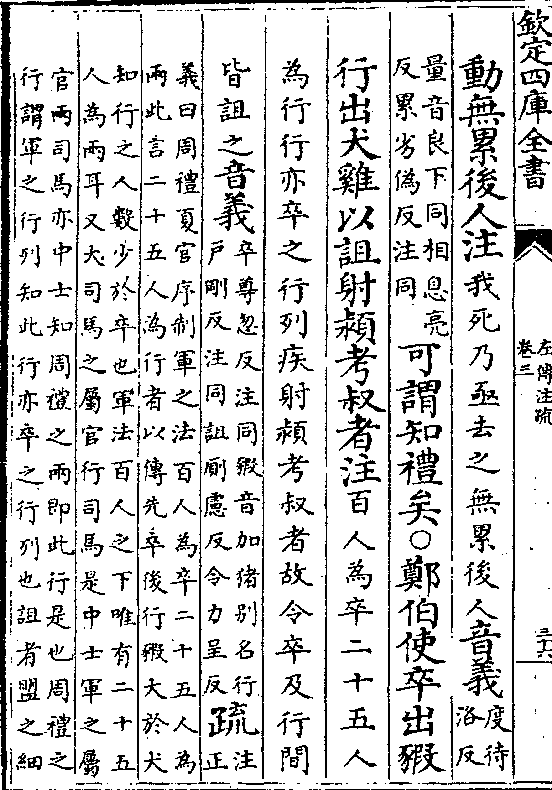 欽定四庫全書
左傳注疏
卷三
三六
動無累後人注我死乃亟去之無累後人音義度待
洛反
量音良下同相息亮
反累劣偽反注同
可謂知禮矣○鄭伯使卒出豭
行出犬雞以詛射潁考叔者注百人為卒二十五人
為行行亦卒之行列疾射潁考叔者故令卒及行間
皆詛之音義
卒尊忽反注同豭音加猪別名行
戶剛反注同詛厠慮反令力呈反
疏注
正
義曰周禮夏官序制軍之法百人為卒二十五人為
兩此言二十五人為行者以傳先卒後行豭大於犬
知行之人數少於卒也軍法百人之下唯有二十五
人為兩耳又大司馬之屬官行司馬是中士軍之屬
官兩司馬亦中士知周禮之兩即此行是也周禮之
行謂軍之行列知此行亦卒之行列也詛者盟之細